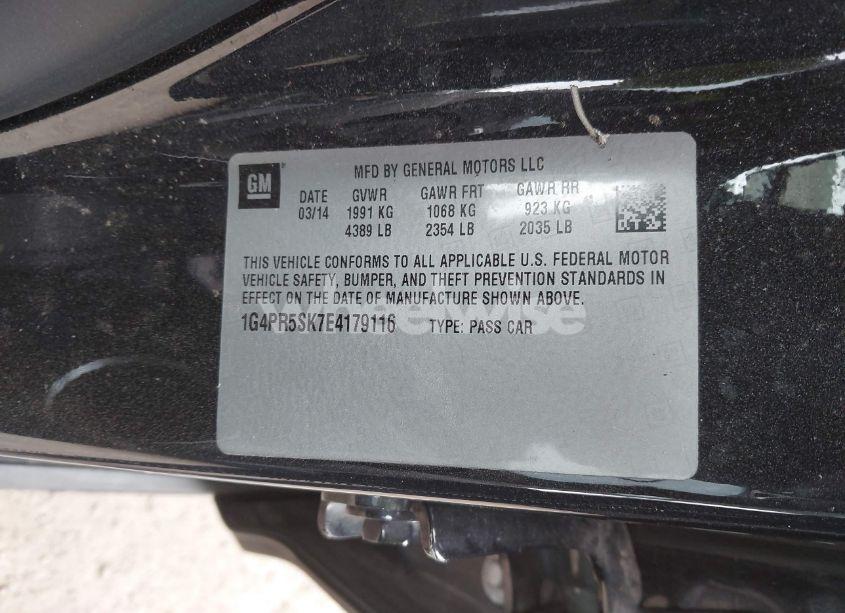 GM
MFD BY GENERAL MOTORS LLC
DATE GVWR GAWR FRT GAWR RR
03/14 1991 KG 1068 KG 923 KG
4389 LB 2354 LB 2035 LB
THIS VEHICLE CONFORMS TO ALL APPLICABLE U.S. FEDERAL MOTOR
VEHICLE SAFETY, BUMPER, AND THEFT PREVENTION STANDARDS IN
EFFECT ON THE DATE OF MANUFACTURE SHOWN ABOVE.
1G4PR5SK7E4179116 TYPE: PASS CAR